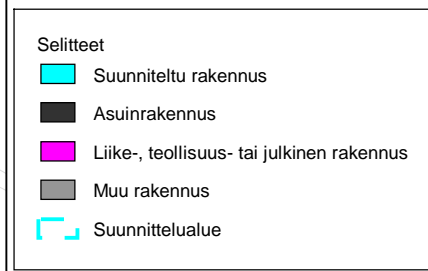 Selitteet
Suunniteltu rakennus
Asuinrakennus
Liike-, teollisuus- tai julkinen rakennus
Muu rakennus
Suunnittelualue